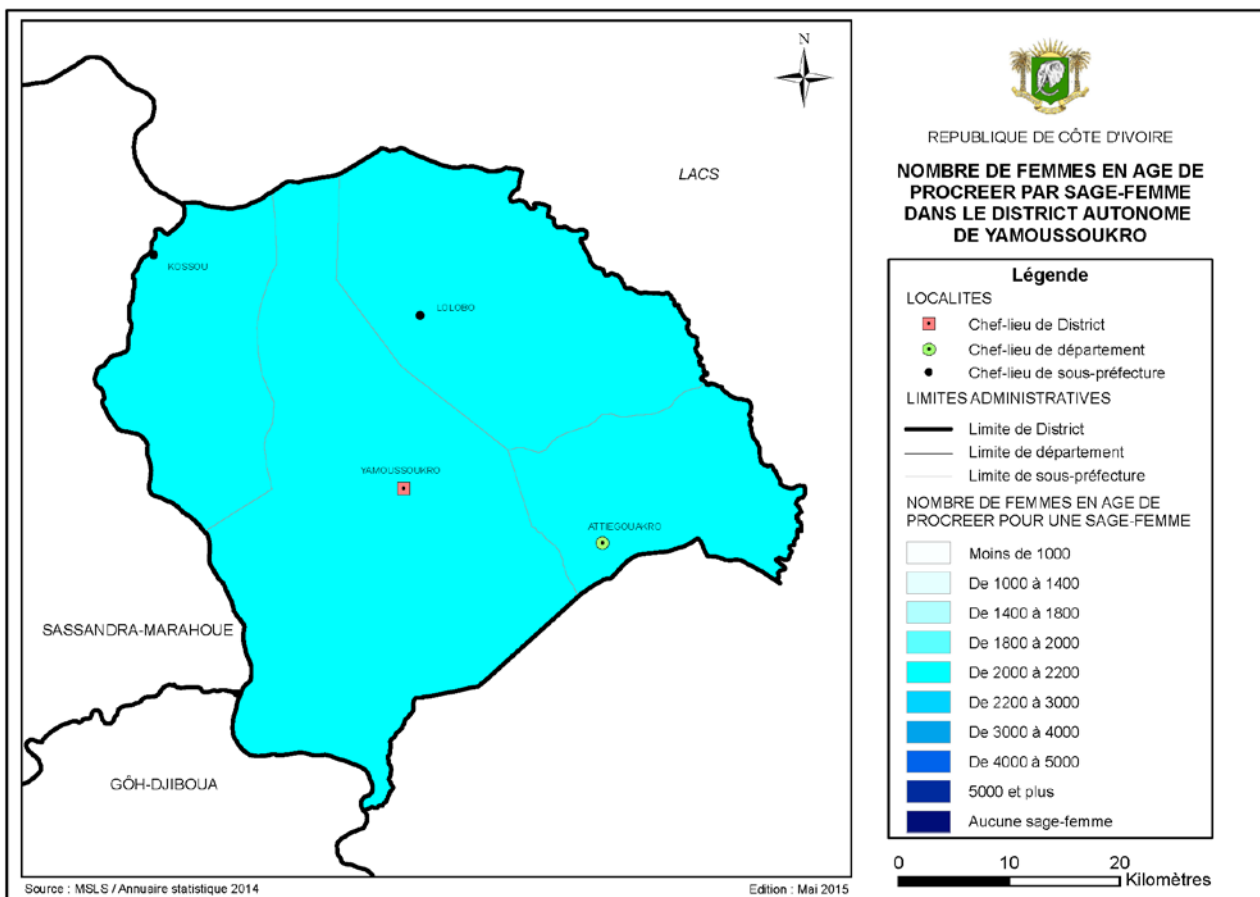 N
LACS
KOSSOU
LOLOBO
YAMOUSSOUKRO
ATTIEGOUAKRO
SASSANDRA-MARAHOUE
GÔH-DJIBOUA
Source : MSLS / Annuaire statistique 2014
Edition : Mai 2015
REPUBLIQUE DE CÔTE D'IVOIRE
NOMBRE DE FEMMES EN AGE DE
PROCREER PAR SAGE-FEMME
DANS LE DISTRICT AUTONOME
DE YAMOUSSOUKRO
Légende
LOCALITES
Chef-lieu de District
Chef-lieu de département
Chef-lieu de sous-préfecture
LIMITES ADMINISTRATIVES
Limite de District
Limite de département
Limite de sous-préfecture
NOMBRE DE FEMMES EN AGE DE
PROCREER POUR UNE SAGE-FEMME
Moins de 1000
De 1000 à 1400
De 1400 à 1800
De 1800 à 2000
De 2000 à 2200
De 2200 à 3000
De 3000 à 4000
De 4000 à 5000
5000 et plus
Aucune sage-femme
0 10 20
Kilomètres